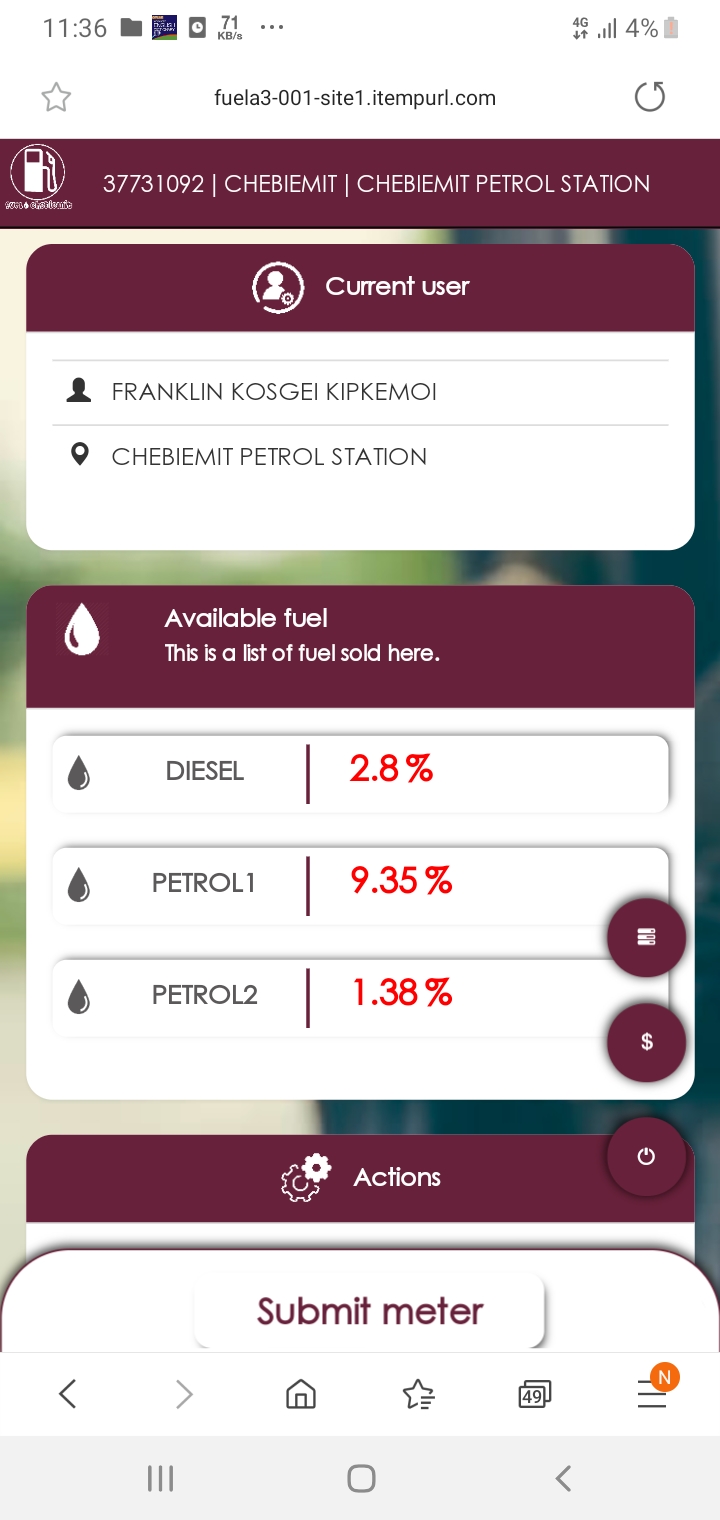 11:36
71
KB/s
4G
4%
fuela3-001-site1.itempurl.com
37731092 | CHEBIEMIT | CHEBIEMIT PETROL STATION
Current user
FRANKLIN KOSGEI KIPKEMOI
CHEBIEMIT PETROL STATION
Available fuel
This is a list of fuel sold here.
DIESEL
2.8 %
PETROL1
9.35 %
PETROL2
1.38 %
$
Actions
Submit meter
49
N